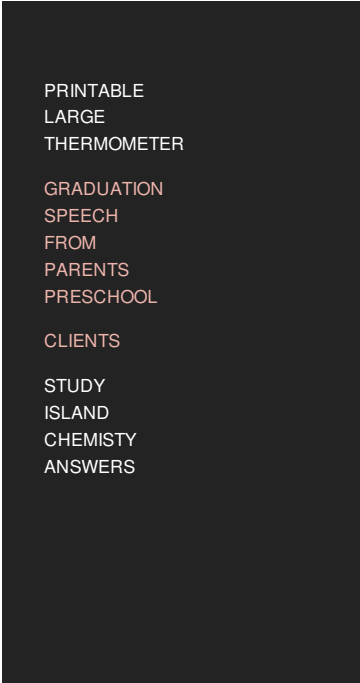 PRINTABLE
LARGE
THERMOMETER
GRADUATION
SPEECH
FROM
PARENTS
PRESCHOOL
CLIENTS
STUDY
ISLAND
CHEMISTY
ANSWERS